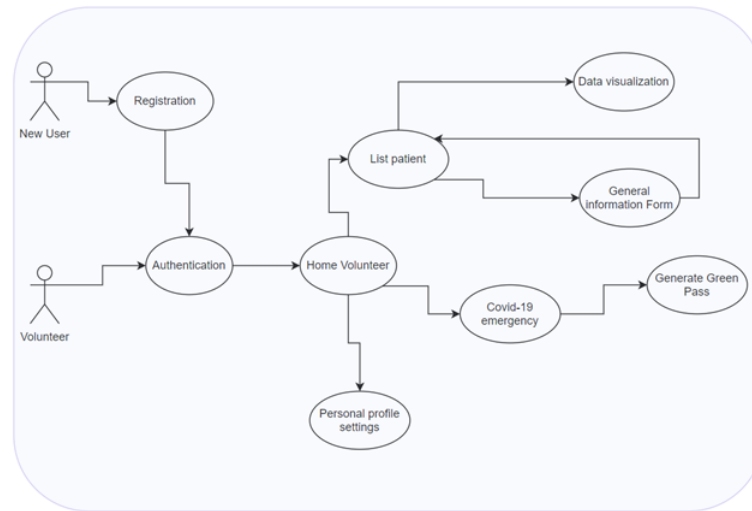 New User
Registration
Data visualization
List patient
General
information Form
Volunteer
Authentication
Home Volunteer
Covid-19
emergency
Generate Green
Pass
Personal profile
settings